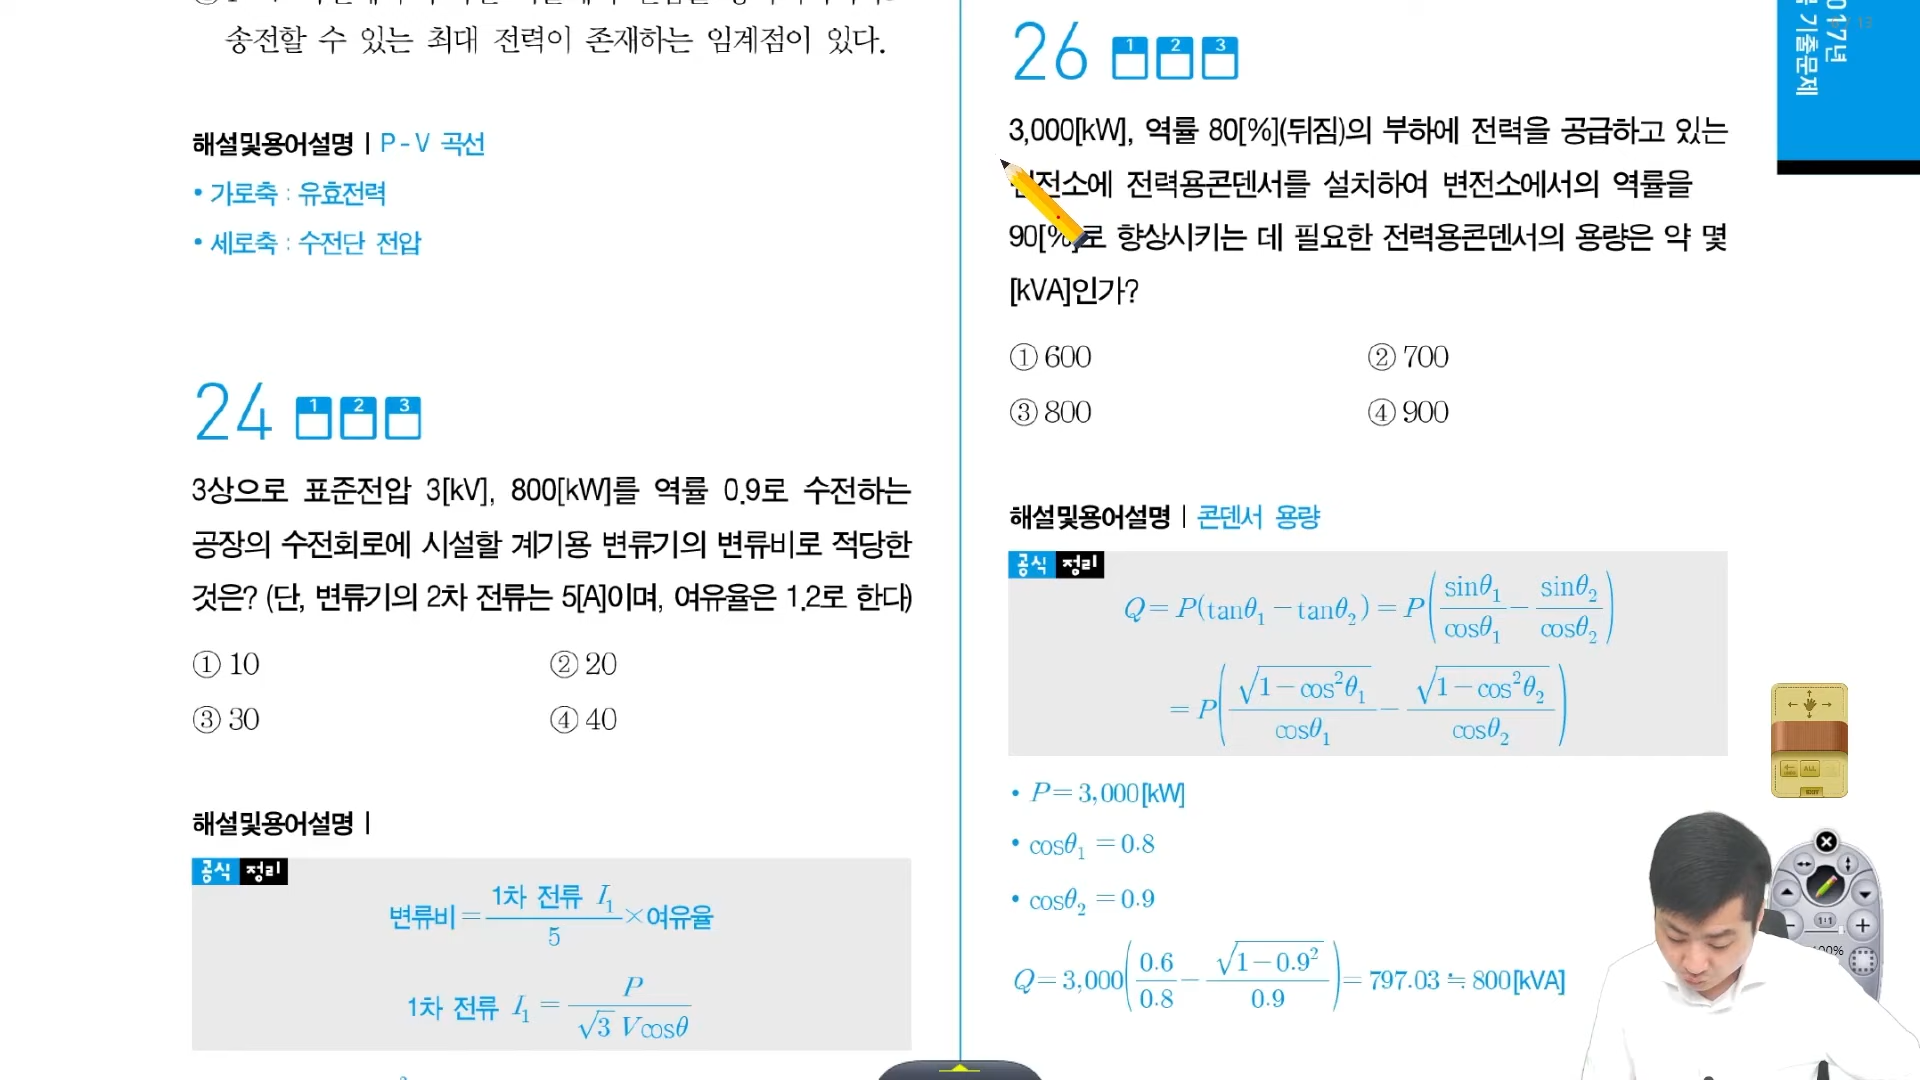 송전할 수 있는 최대 전력이 존재하는 임계점이 있다.
해설및용어설명 | P-V 곡선
• 가로축 : 유효전력
• 세로축 : 수전단 전압
24 1 2 3
3상으로 표준전압 3[kV], 800[kW]를 역률 0.9로 수전하는
공장의 수전회로에 시설할 계기용 변류기의 변류비로 적당한
것은? (단, 변류기의 2차 전류는 5[A]이며, 여유율은 1.2로 한다)
① 10 ② 20
③ 30 ④ 40
해설및용어설명 |
공식 정리
변류비 = 1차 전류 I₁ / 5 × 여유율
1차 전류 I₁ = P / √3 Vcosθ
26 1 2 3
3,000[kW], 역률 80[%](뒤짐)의 부하에 전력을 공급하고 있는
변전소에 전력용콘덴서를 설치하여 변전소에서의 역률을
90[%]로 향상시키는 데 필요한 전력용콘덴서의 용량은 약 몇
[kVA]인가?
① 600 ② 700
③ 800 ④ 900
해설및용어설명 | 콘덴서 용량
공식 정리
Q = P(tanθ₁ − tanθ₂) = P(sinθ₁/cosθ₁ − sinθ₂/cosθ₂)
= P(√(1−cos²θ₁)/cosθ₁ − √(1−cos²θ₂)/cosθ₂)
• P = 3,000[kW]
• cosθ₁ = 0.8
• cosθ₂ = 0.9
Q = 3,000(0.6/0.8 − √(1−0.9²)/0.9) = 797.03 ≒ 800[kVA]
2017년
기출문제
ALL
1:1
100%